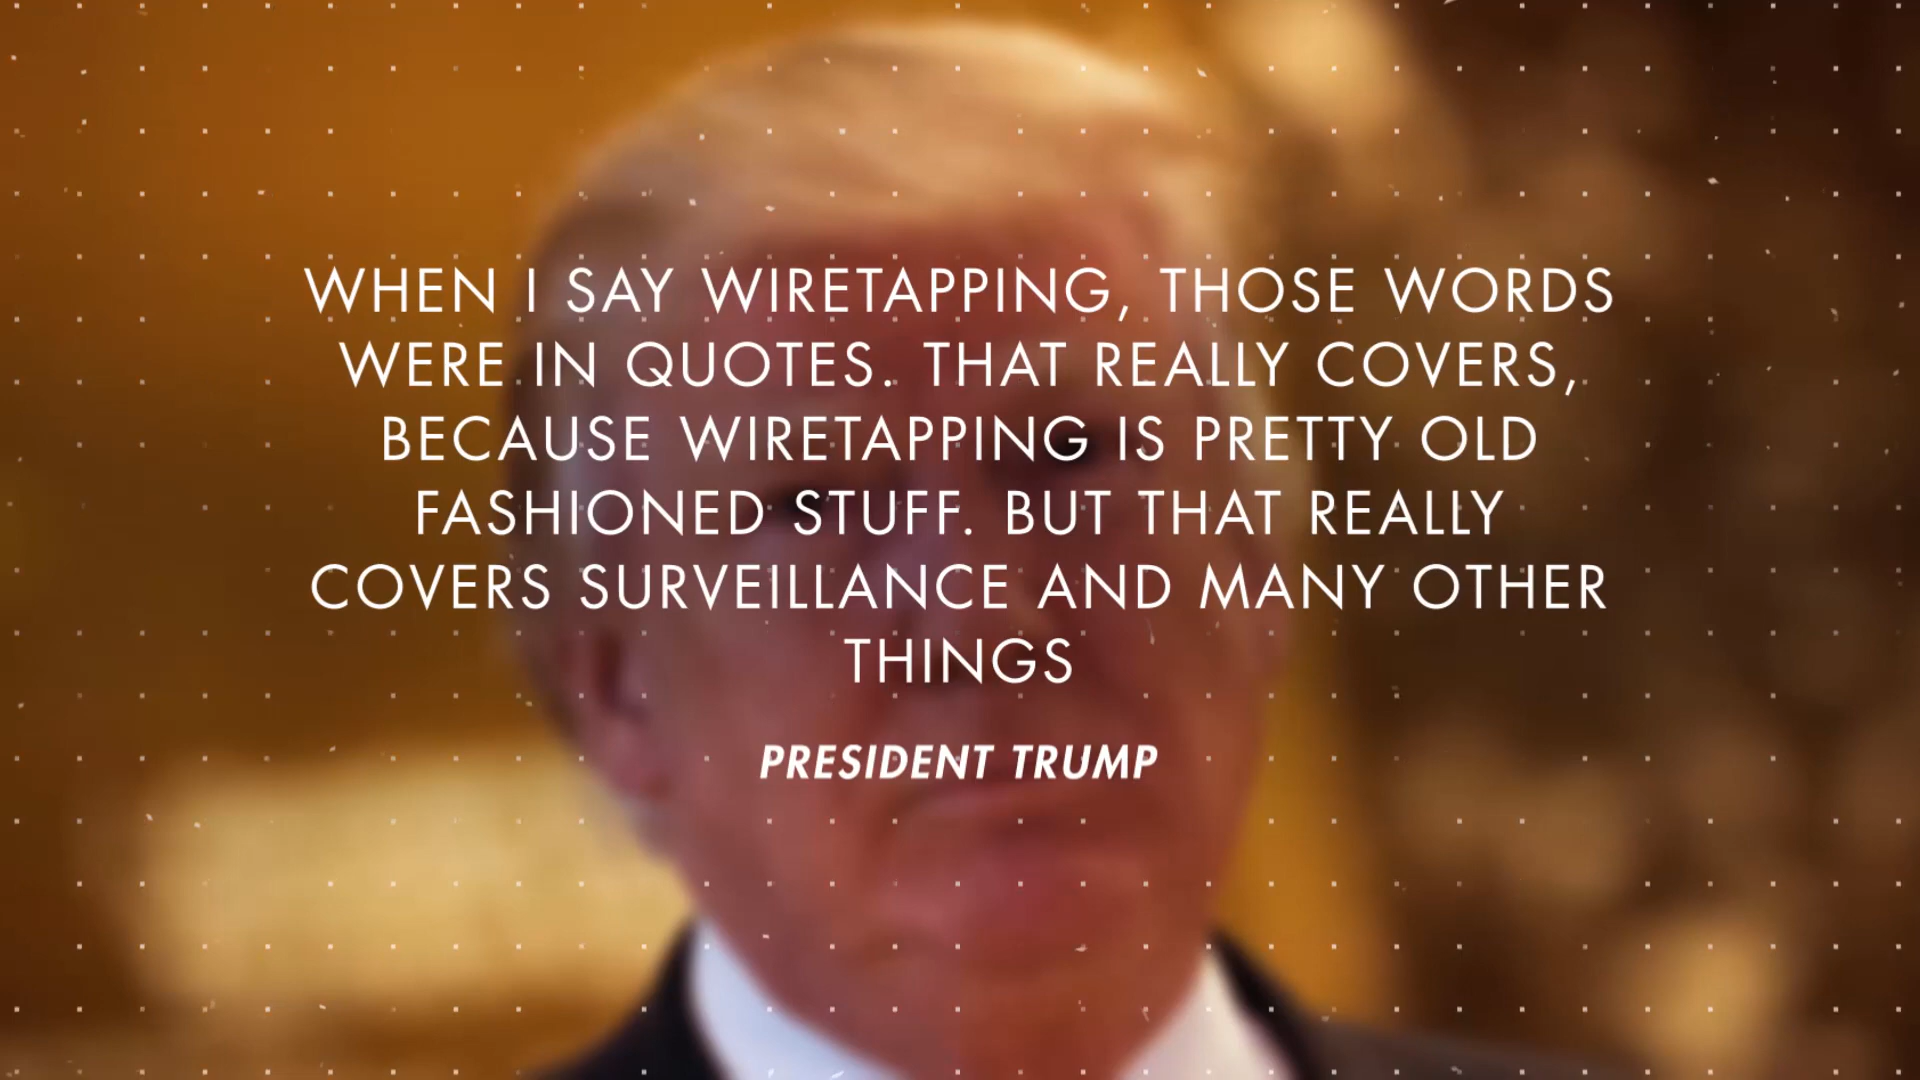 WHEN I SAY WIRETAPPING, THOSE WORDS
WERE IN QUOTES. THAT REALLY COVERS,
BECAUSE WIRETAPPING IS PRETTY OLD
FASHIONED STUFF. BUT THAT REALLY
COVERS SURVEILLANCE AND MANY OTHER
THINGS
PRESIDENT TRUMP